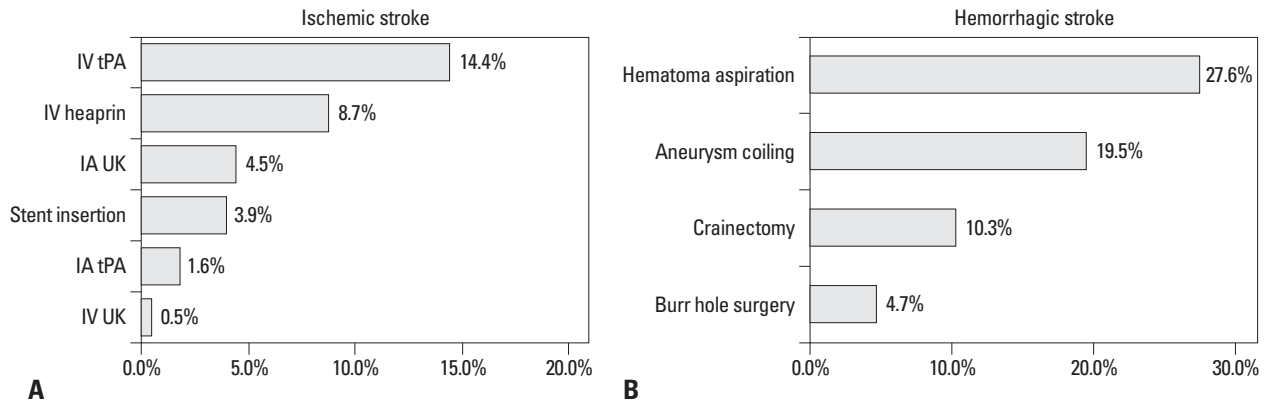 Ischemic stroke
IV tPA
14.4%
IV heaprin
8.7%
IA UK
4.5%
Stent insertion
3.9%
IA tPA
1.6%
IV UK
0.5%
0.0%
5.0%
10.0%
15.0%
20.0%
A
Hemorrhagic stroke
Hematoma aspiration
27.6%
Aneurysm coiling
19.5%
Crainectomy
10.3%
Burr hole surgery
4.7%
0.0%
10.0%
20.0%
30.0%
B